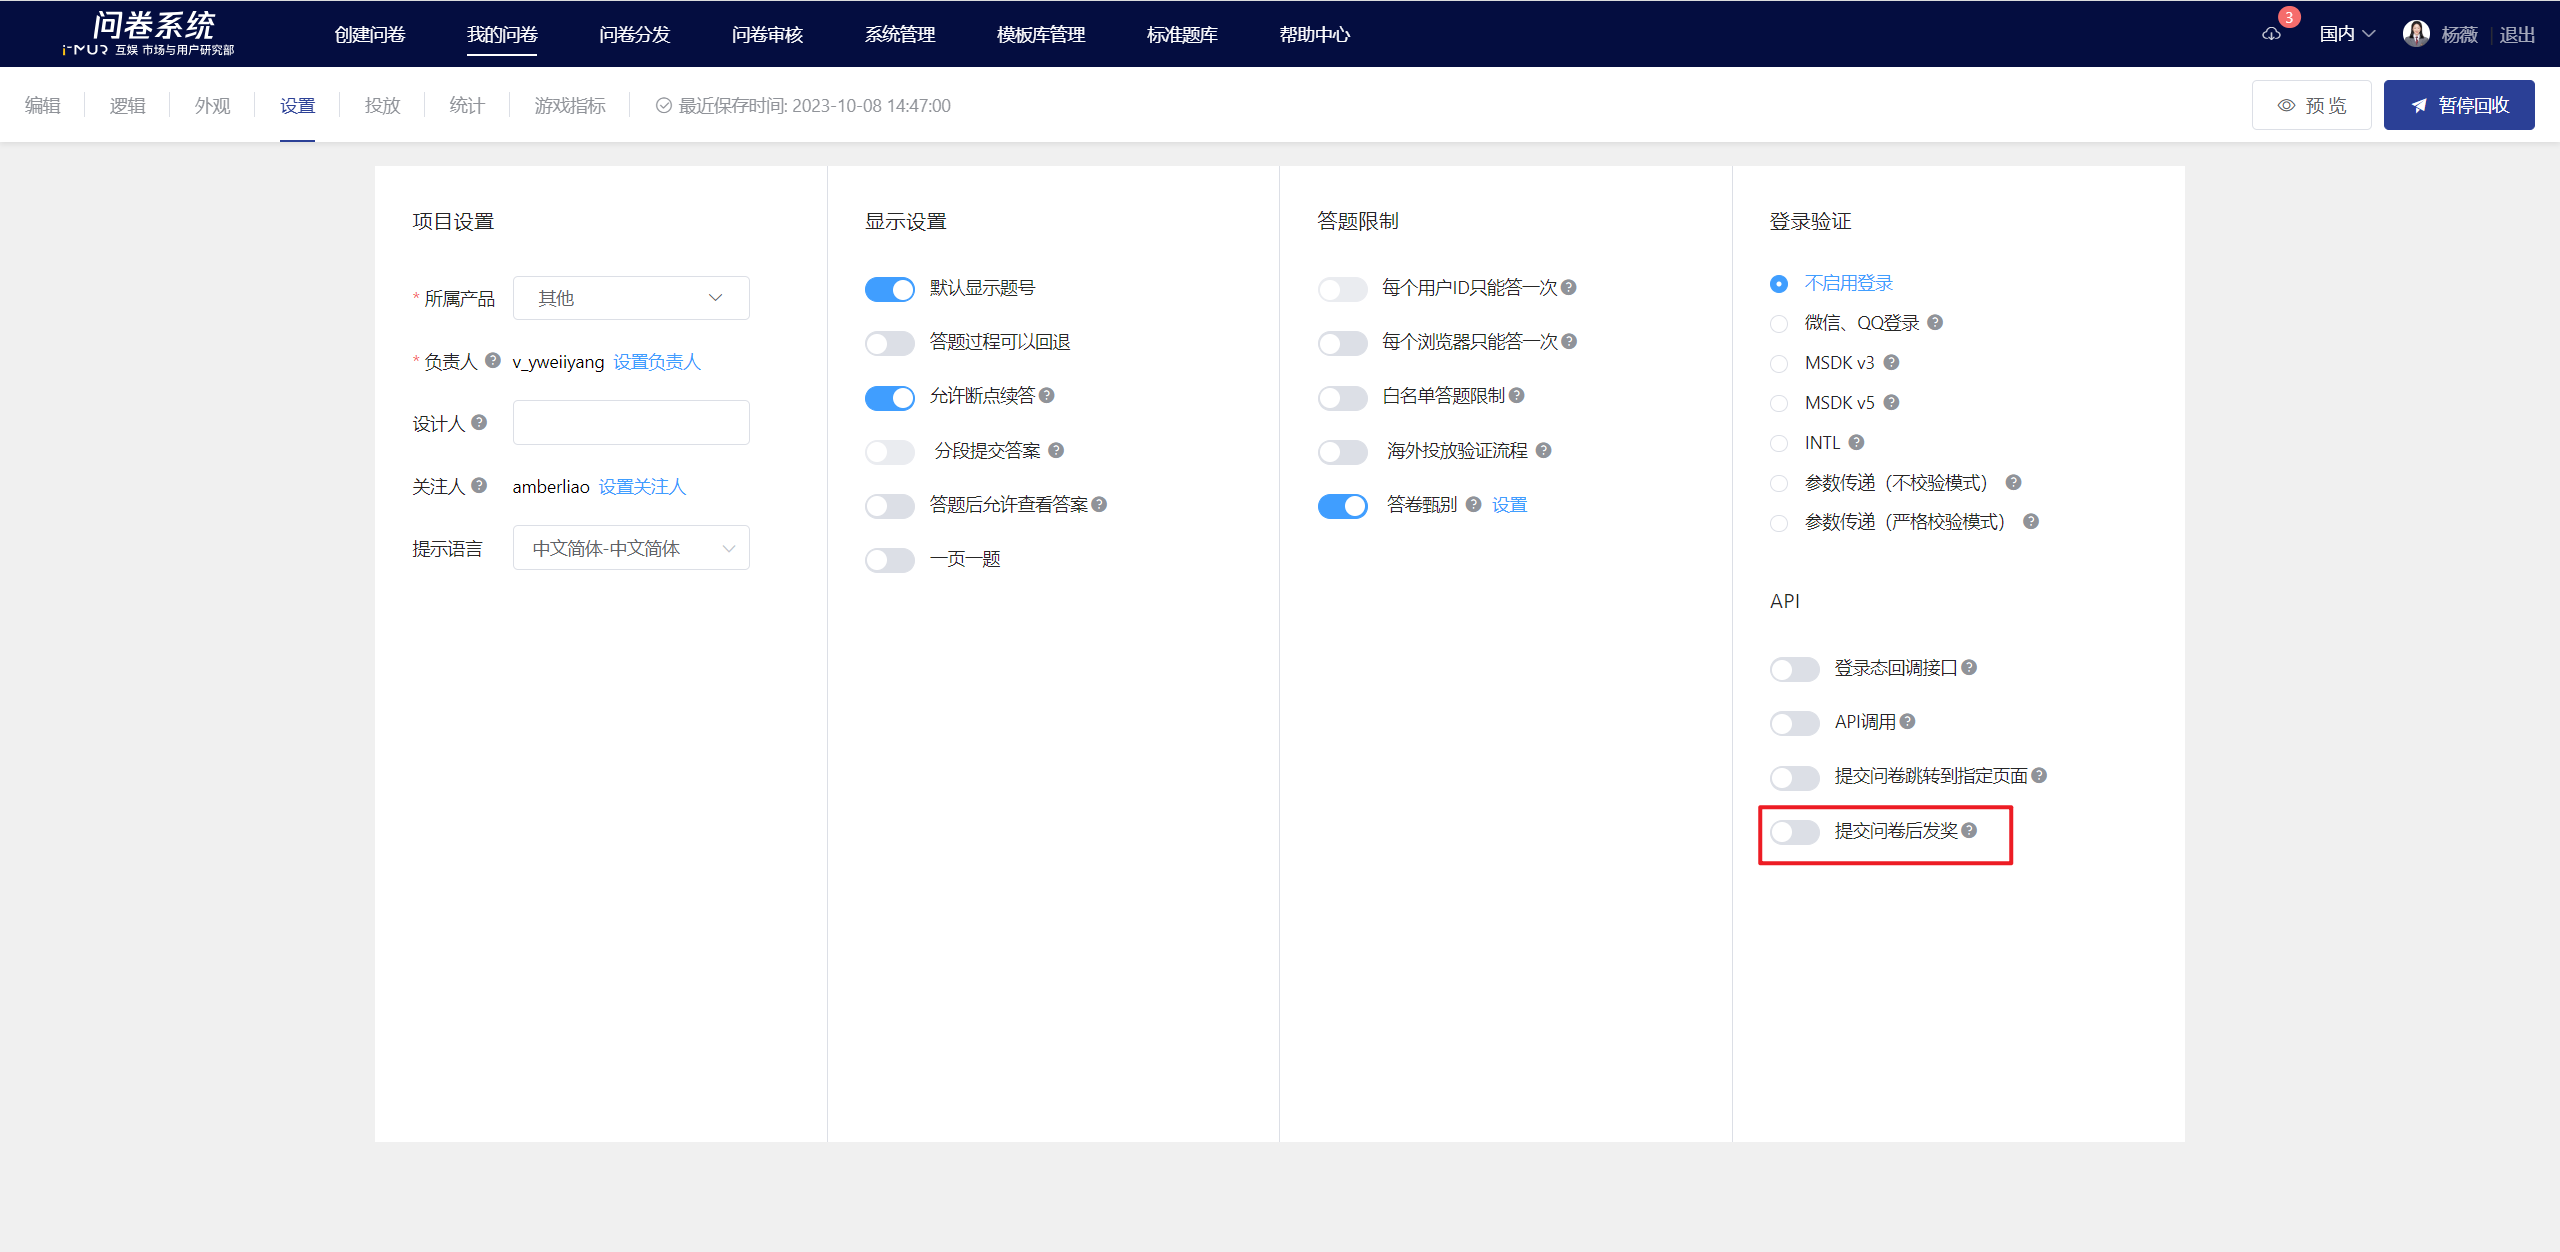 问卷系统
i-MUR 互娱 市场与用户研究部
创建问卷
我的问卷
问卷分发
问卷审核
系统管理
模板库管理
标准题库
帮助中心
3
国内
杨薇
退出
编辑
逻辑
外观
设置
投放
统计
游戏指标
最近保存时间: 2023-10-08 14:47:00
预 览
暂停回收
项目设置
* 所属产品
其他
* 负责人
v_yweiiyang 设置负责人
设计人
关注人
amberliao 设置关注人
提示语言
中文简体-中文简体
显示设置
默认显示题号
答题过程可以回退
允许断点续答
分段提交答案
答题后允许查看答案
一页一题
答题限制
每个用户ID只能答一次
每个浏览器只能答一次
白名单答题限制
海外投放验证流程
答卷甄别 设置
登录验证
不启用登录
微信、QQ登录
MSDK v3
MSDK v5
INTL
参数传递（不校验模式）
参数传递（严格校验模式）
API
登录态回调接口
API调用
提交问卷跳转到指定页面
提交问卷后发奖